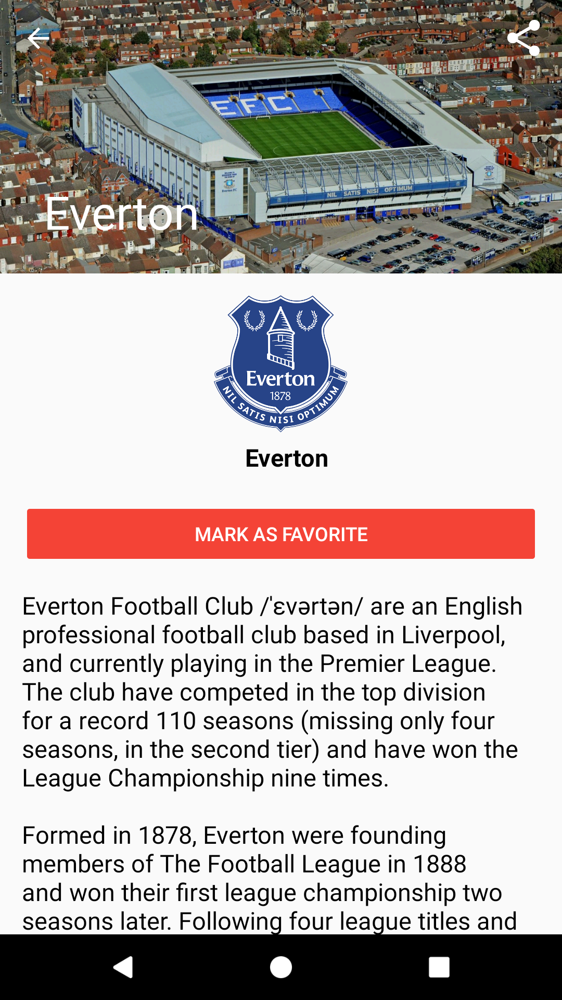 EFC
NIL SATIS NISI OPTIMUM
Everton FC
Everton
Everton
1878
NIL SATIS NISI OPTIMUM
Everton
MARK AS FAVORITE
Everton Football Club /ˈɛvərtən/ are an English
professional football club based in Liverpool,
and currently playing in the Premier League.
The club have competed in the top division
for a record 110 seasons (missing only four
seasons, in the second tier) and have won the
League Championship nine times.
Formed in 1878, Everton were founding
members of The Football League in 1888
and won their first league championship two
seasons later. Following four league titles and